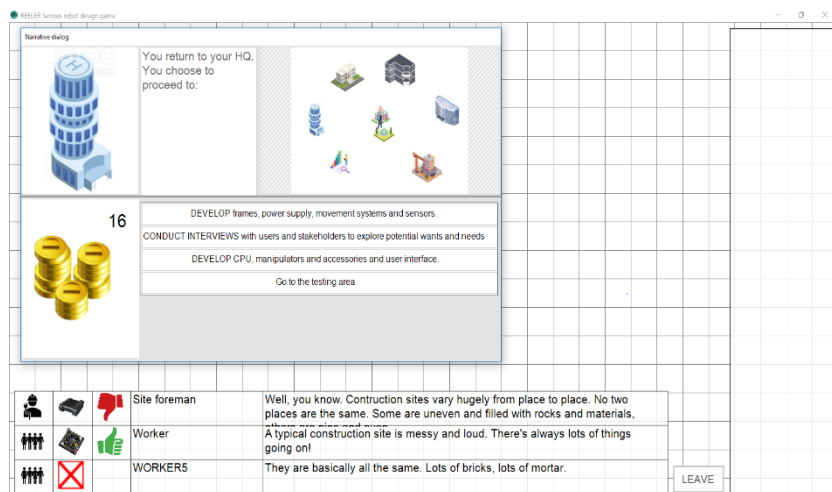 REELER Serious robot design game
Narrative dialog
You return to your HQ.
You choose to
proceed to:
16
DEVELOP frames, power supply, movement systems and sensors.
CONDUCT INTERVIEWS with users and stakeholders to explore potential wants and needs
DEVELOP CPU, manipulators and accessories and user interface.
Go to the testing area
Site foreman
Well, you know. Contruction sites vary hugely from place to place. No two
places are the same. Some are uneven and filled with rocks and materials,
Worker
A typical construction site is messy and loud. There's always lots of things
going on!
WORKER5
They are basically all the same. Lots of bricks, lots of mortar.
LEAVE